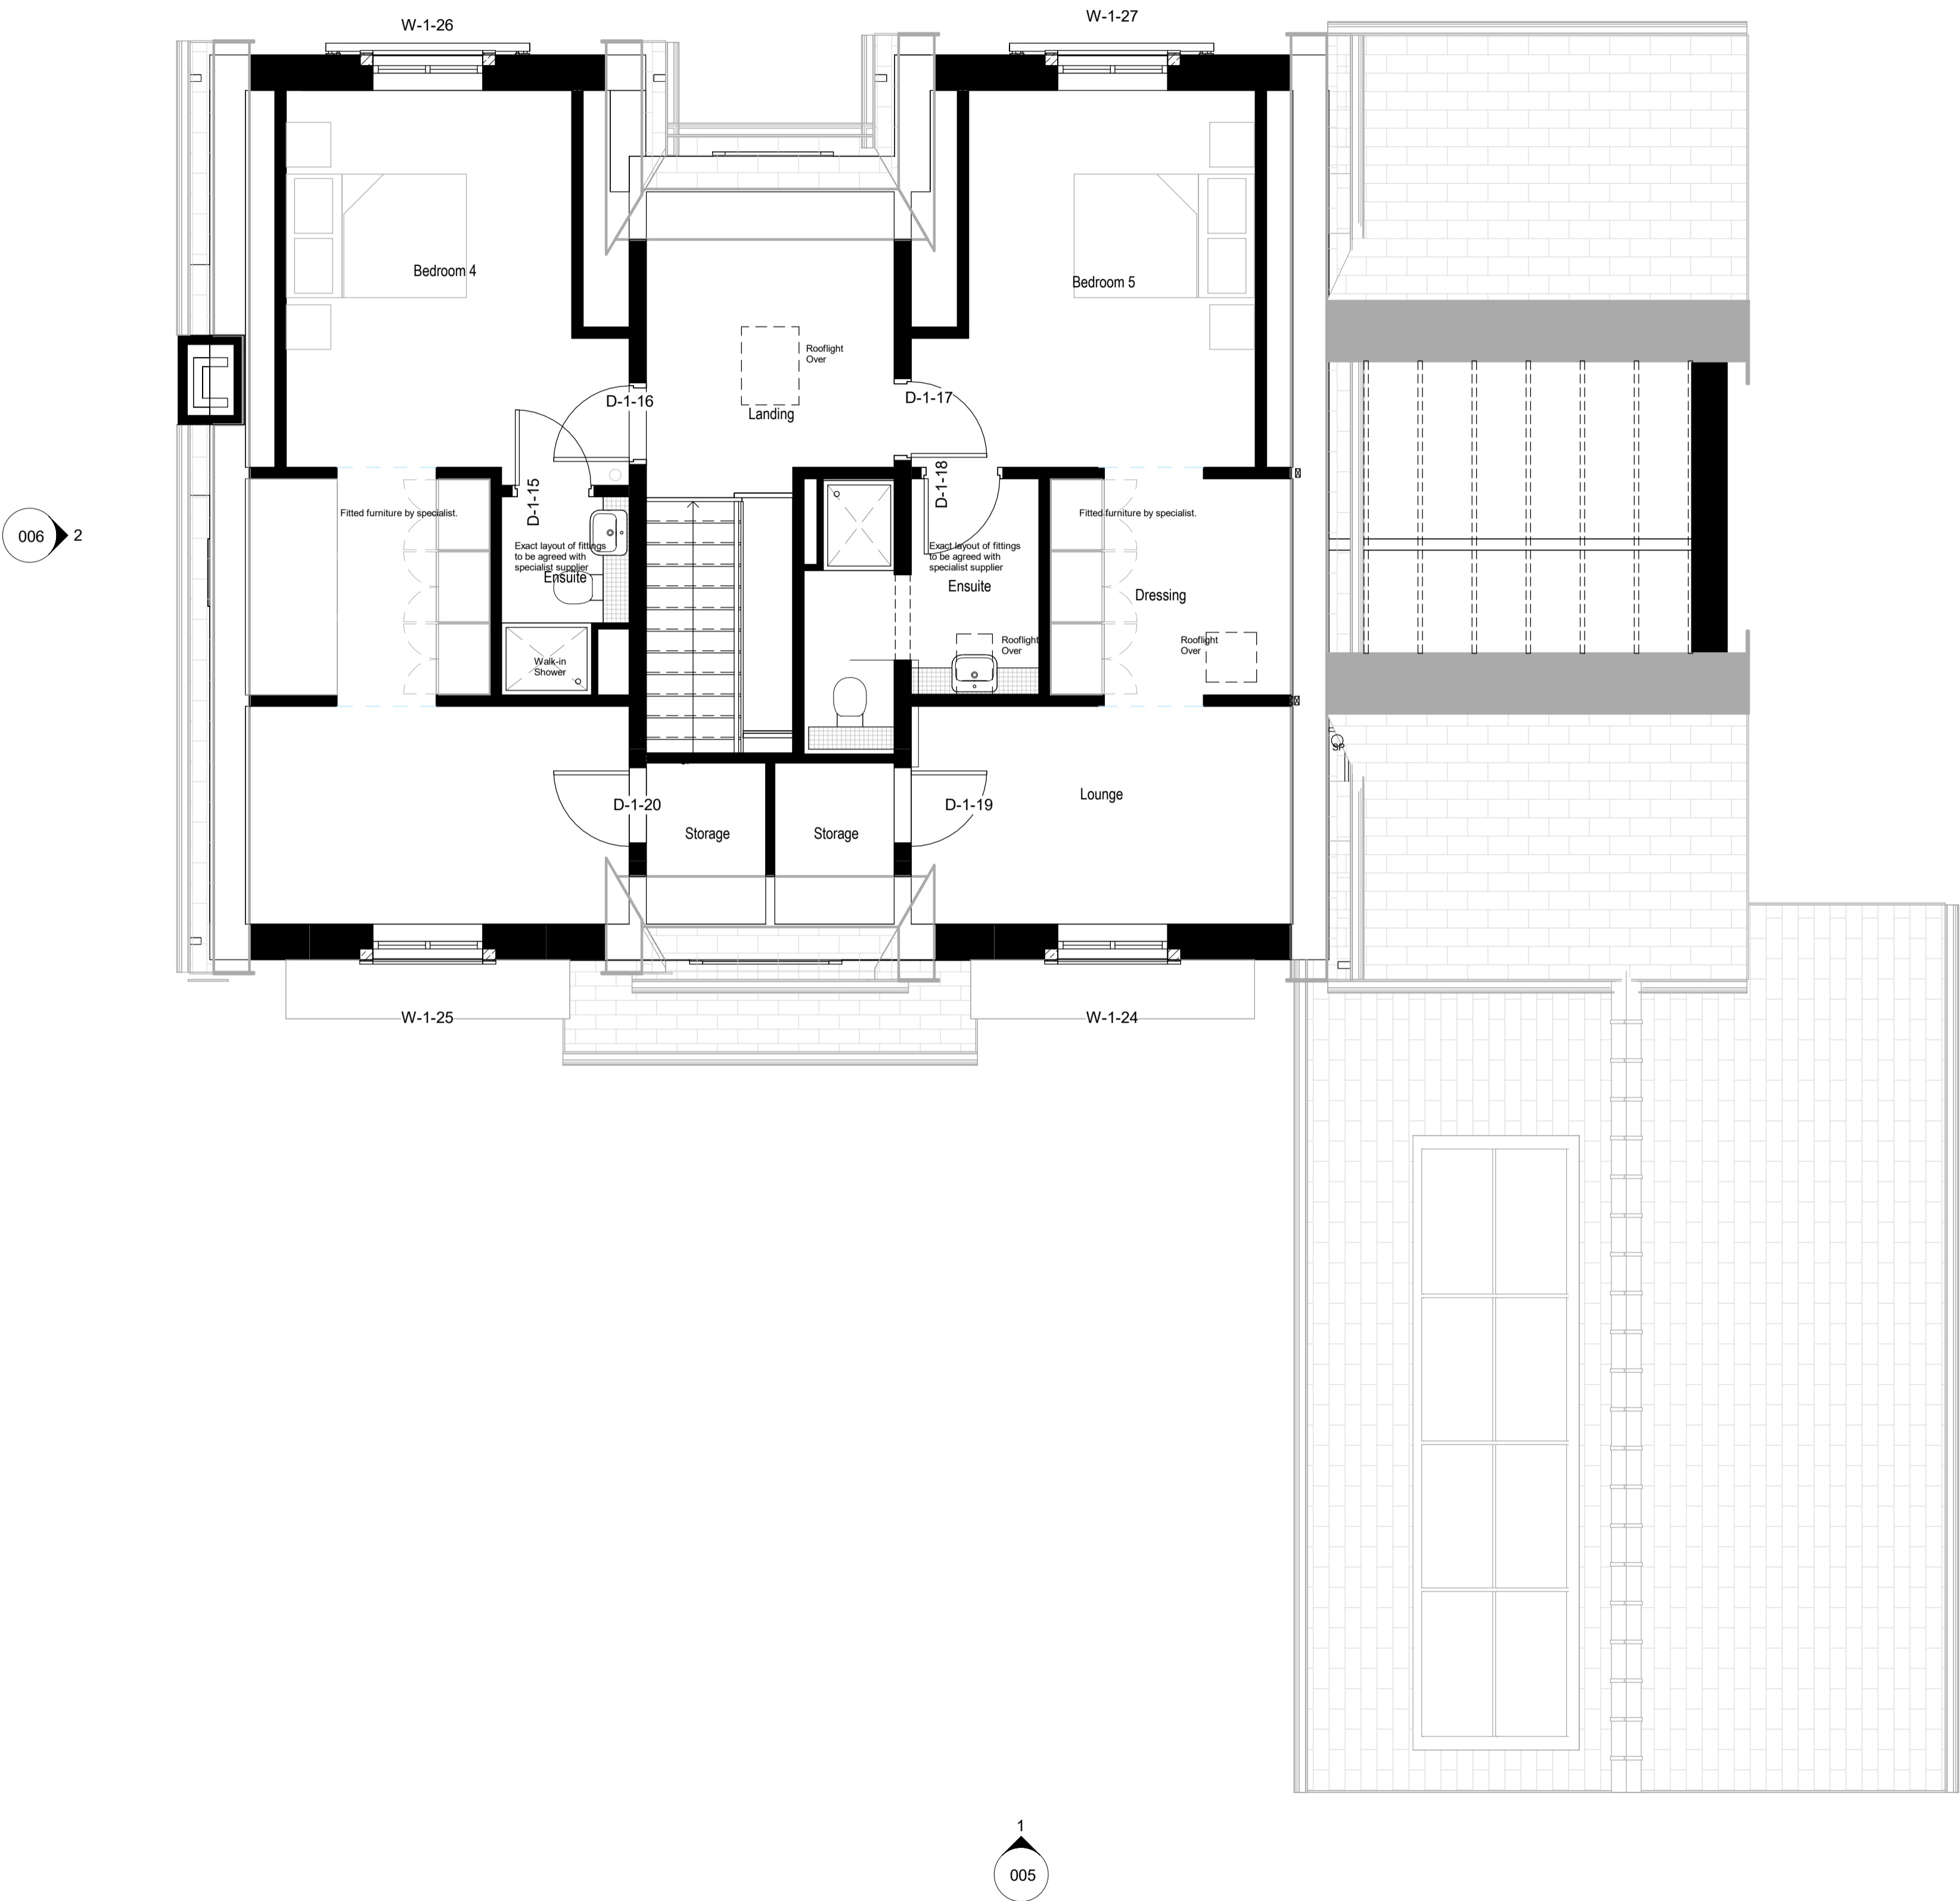 W-1-26
W-1-27
Bedroom 4
Bedroom 5
Rooflight
Over
Landing
D-1-16
D-1-17
D-1-15
D-1-18
Fitted furniture by specialist.
Fitted furniture by specialist.
006
2
Exact layout of fittings
to be agreed with
specialist supplier
Ensuite
Exact layout of fittings
to be agreed with
specialist supplier
Ensuite
Dressing
Rooflight
Over
Rooflight
Over
Walk-in
Shower
SP
D-1-20
D-1-19
Lounge
Storage
Storage
W-1-25
W-1-24
1
005